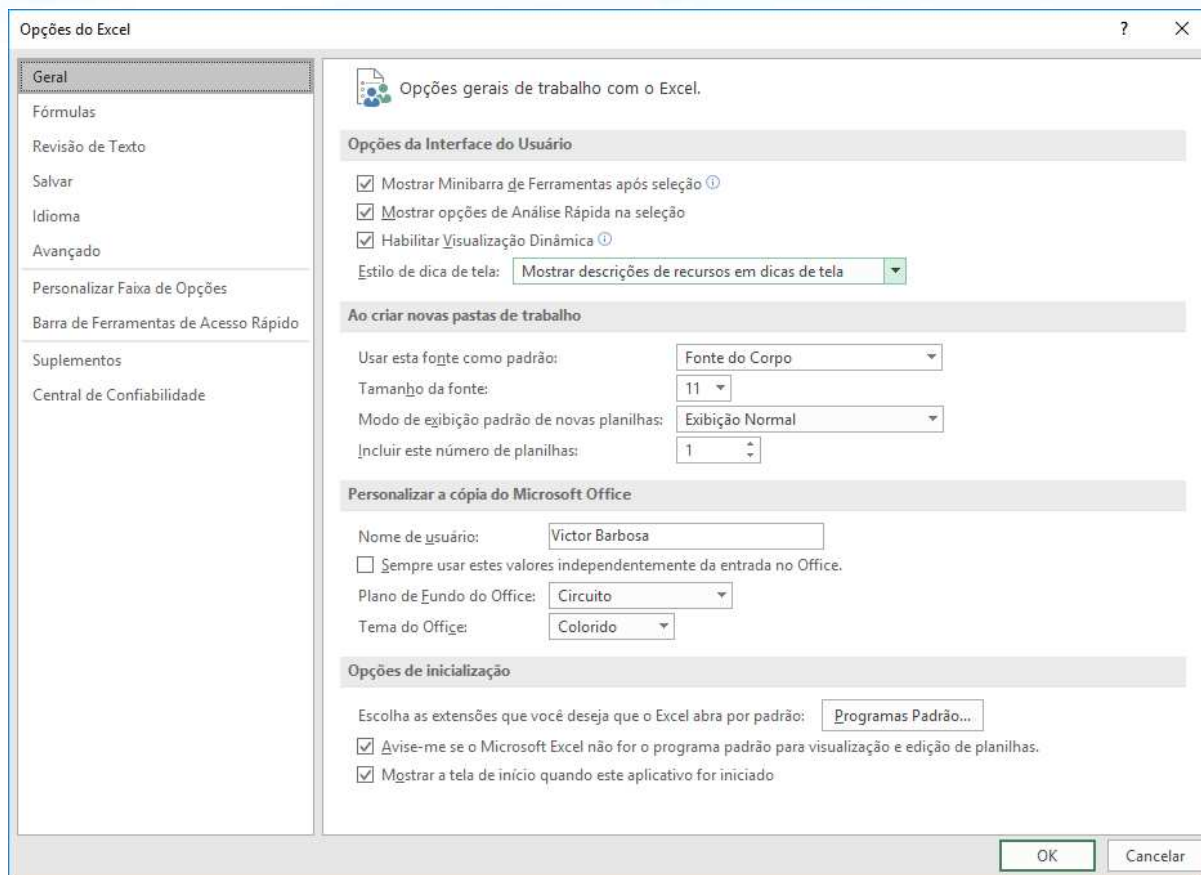 Opções do Excel
?
Geral
Fórmulas
Revisão de Texto
Salvar
Idioma
Avançado
Personalizar Faixa de Opções
Barra de Ferramentas de Acesso Rápido
Suplementos
Central de Confiabilidade
Opções gerais de trabalho com o Excel.
Opções da Interface do Usuário
Mostrar Minibarra de Ferramentas após seleção
Mostrar opções de Análise Rápida na seleção
Habilitar Visualização Dinâmica
Estilo de dica de tela: Mostrar descrições de recursos em dicas de tela
Ao criar novas pastas de trabalho
Usar esta fonte como padrão: Fonte do Corpo
Tamanho da fonte: 11
Modo de exibição padrão de novas planilhas: Exibição Normal
Incluir este número de planilhas: 1
Personalizar a cópia do Microsoft Office
Nome de usuário: Victor Barbosa
Sempre usar estes valores independentemente da entrada no Office.
Plano de Fundo do Office: Circuito
Tema do Office: Colorido
Opções de inicialização
Escolha as extensões que você deseja que o Excel abra por padrão: Programas Padrão...
Avise-me se o Microsoft Excel não for o programa padrão para visualização e edição de planilhas.
Mostrar a tela de início quando este aplicativo for iniciado
OK Cancelar